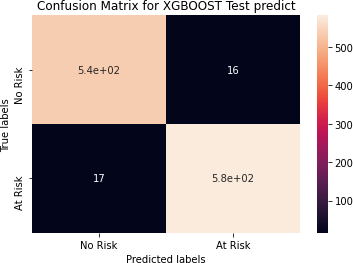 Confusion Matrix for XGBOOST Test predict
No Risk
5.4e+02
16
At Risk
17
5.8e+02
True labels
No Risk
At Risk
Predicted labels
500
400
300
200
100